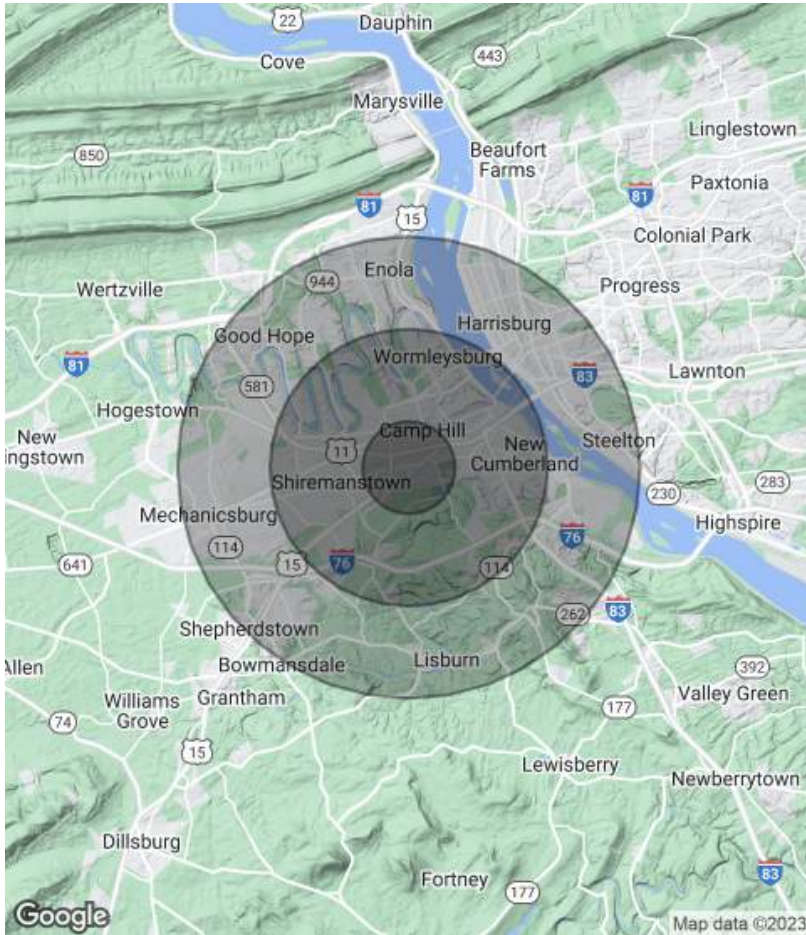 22
Dauphin
Cove
443
Marysville
Linglestown
850
Beaufort
Farms
Paxtonia
81
81
15
Colonial Park
Enola
944
Wertzville
Progress
Good Hope
Harrisburg
Wormleysburg
81
581
83
Lawnton
Hogestown
Camp Hill
New
ingstown
11
New
Cumberland
Steelton
Shiremanstown
283
230
Mechanicsburg
Highspire
114
76
641
15
76
114
262
83
Shepherdstown
Allen
Bowmansdale
Lisburn
392
Williams
Grove
Grantham
Valley Green
74
177
15
Lewisberry
Newberrytown
Dillsburg
83
Fortney
177
Google
Map data ©2023